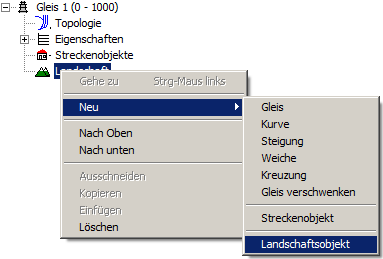 Gleis 1 (0 - 1000)
Topologie
Eigenschaften
Streckenobjekte
Landschaft
Gehe zu Strg-Maus links
Neu
Nach Oben
Nach unten
Ausschneiden
Kopieren
Einfügen
Löschen
Gleis
Kurve
Steigung
Weiche
Kreuzung
Gleis verschwenken
Streckenobjekt
Landschaftsobjekt